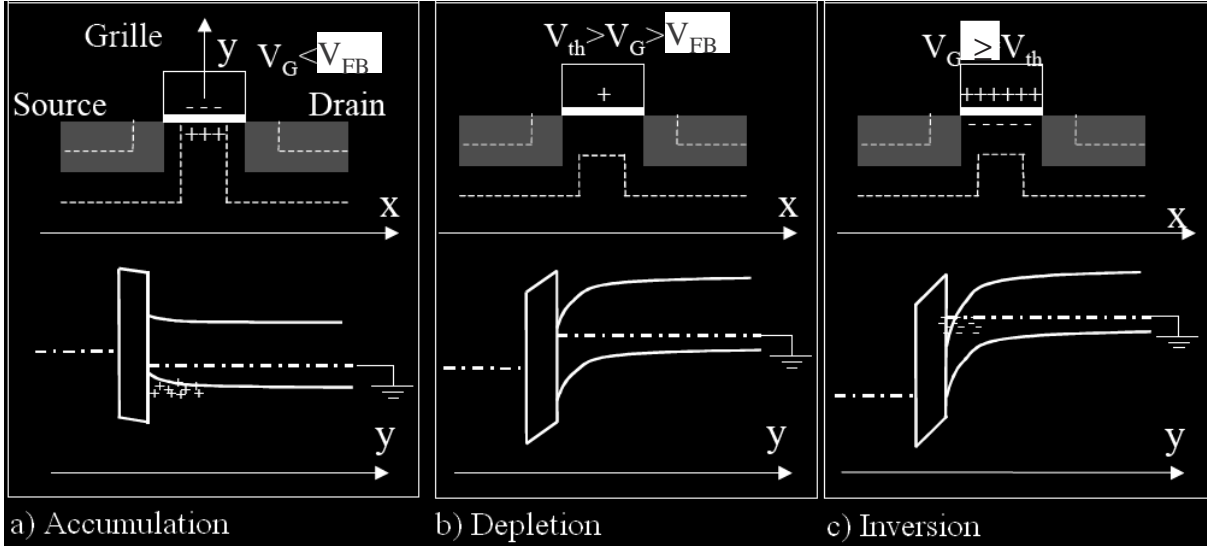 Grille
y
V_G<V_FB
- - -
Source
Drain
+++
x
y
a) Accumulation
V_th>V_G>V_FB
+
x
y
b) Depletion
V_G > V_th
++++++
- - - - -
x
y
c) Inversion